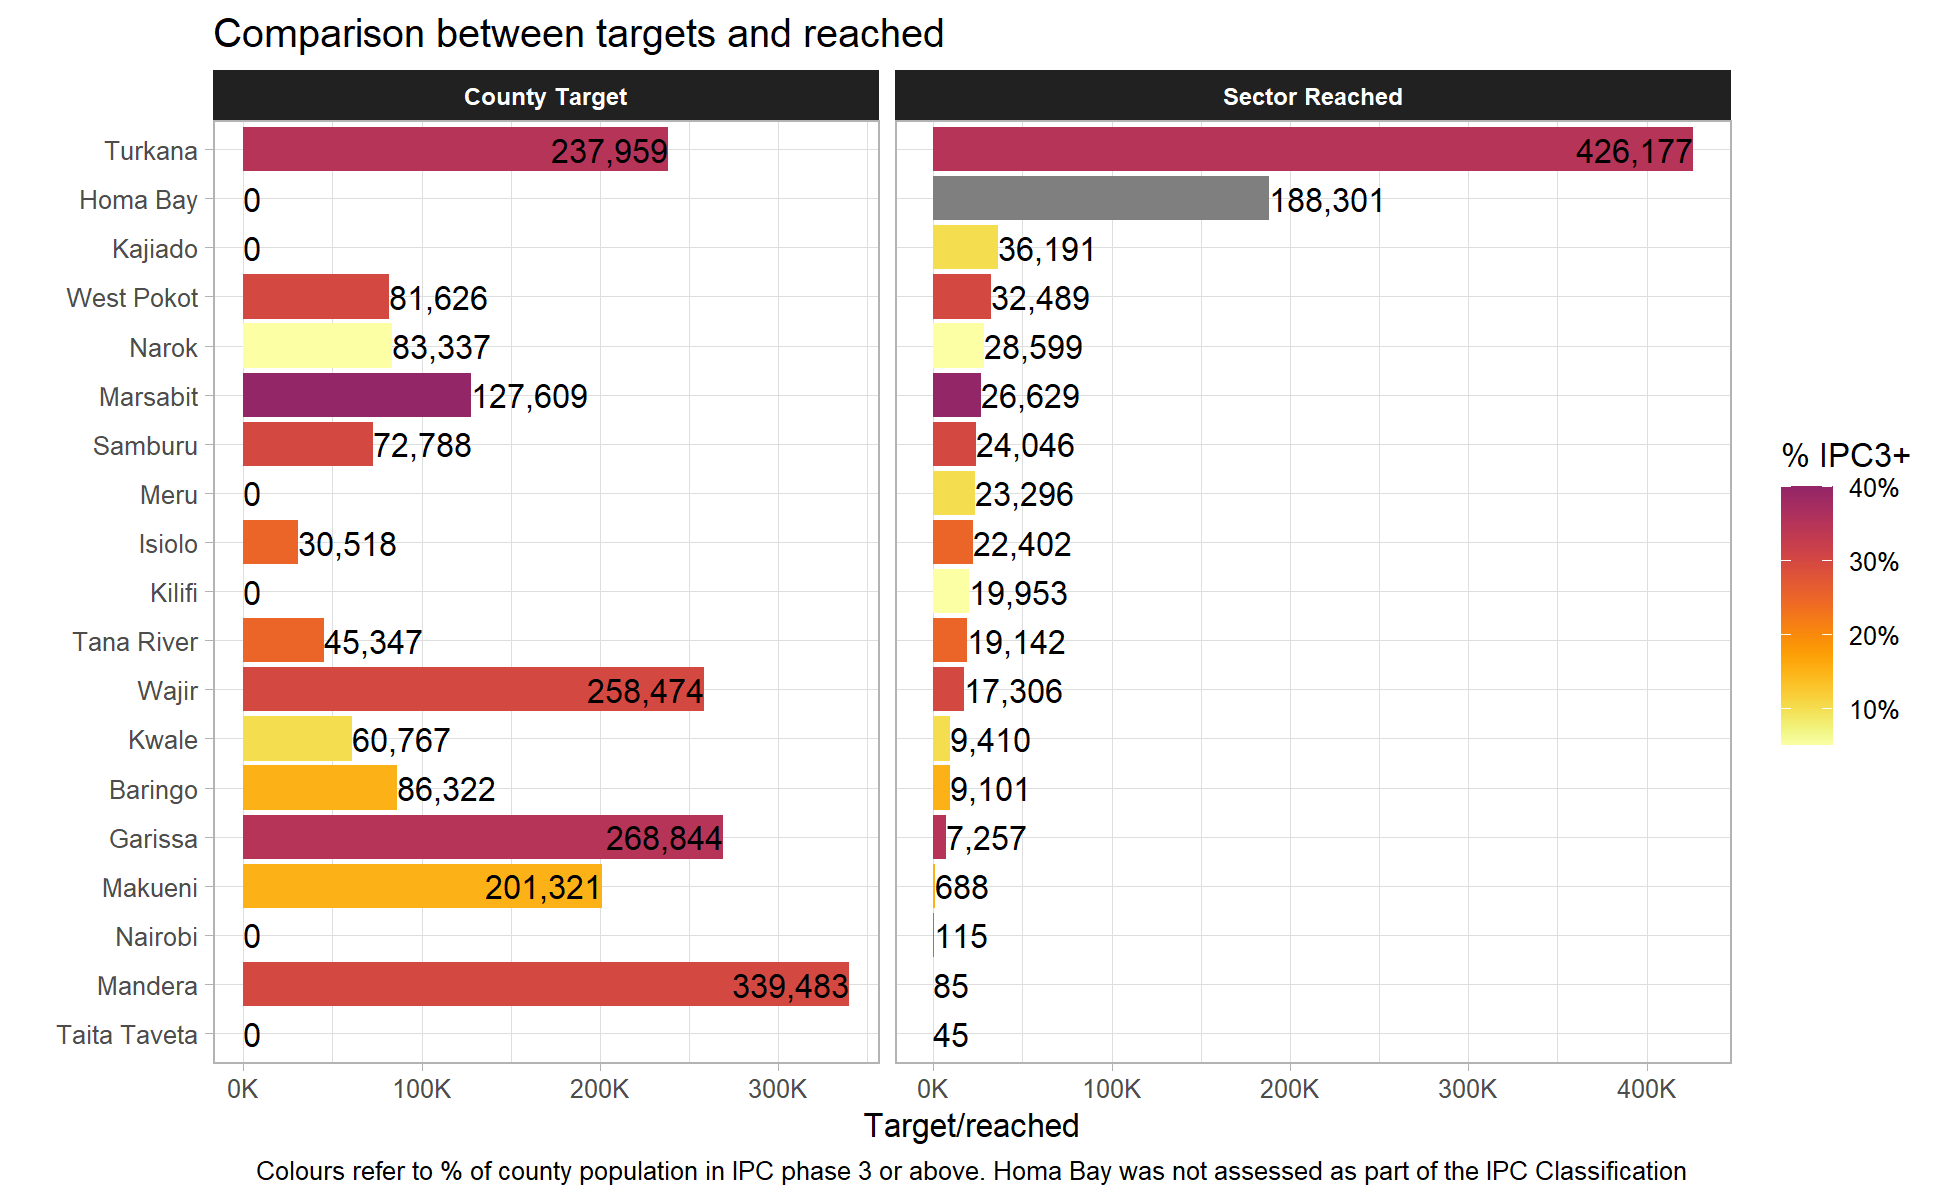 Comparison between targets and reached
County Target
Sector Reached
Turkana 237,959 426,177
Homa Bay 0 188,301
Kajiado 0 36,191
West Pokot 81,626 32,489
Narok 83,337 28,599
Marsabit 127,609 26,629
Samburu 72,788 24,046
Meru 0 23,296
Isiolo 30,518 22,402
Kilifi 0 19,953
Tana River 45,347 19,142
Wajir 258,474 17,306
Kwale 60,767 9,410
Baringo 86,322 9,101
Garissa 268,844 7,257
Makueni 201,321 688
Nairobi 0 115
Mandera 339,483 85
Taita Taveta 0 45
0K 100K 200K 300K
0K 100K 200K 300K 400K
Target/reached
% IPC3+
40%
30%
20%
10%
Colours refer to % of county population in IPC phase 3 or above. Homa Bay was not assessed as part of the IPC Classification